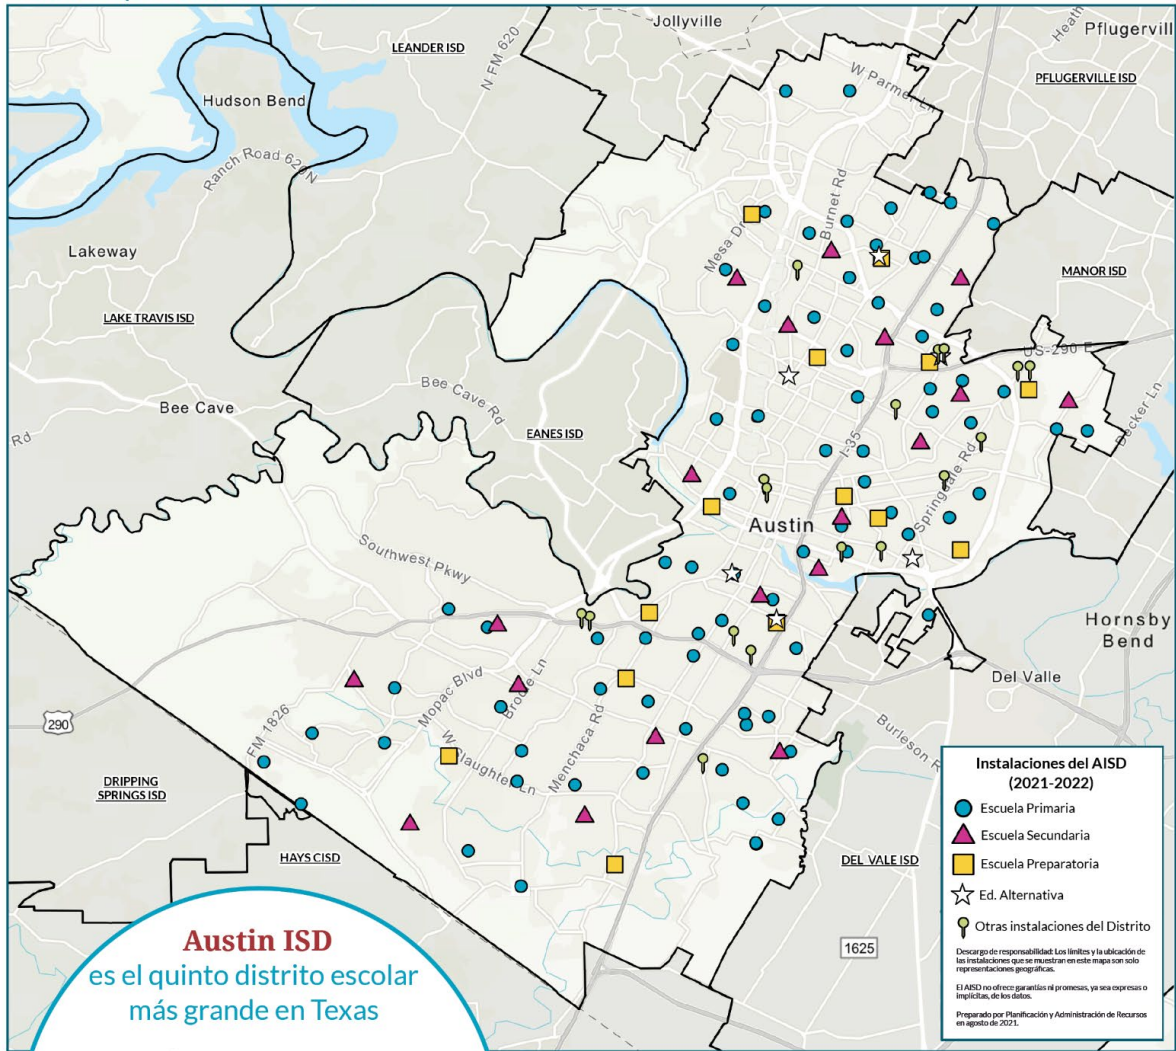 Jollyville
Pflugervill
Heath
LEANDER ISD
N FM 620
W Parmer Ln
PFLUGERVILLE ISD
Hudson Bend
Ranch Road 620 N
Burnet Rd
Mesa Dr
Lakeway
MANOR ISD
LAKE TRAVIS ISD
US-290 E
Bee Cave Rd
Bee Cave
Decker Ln
Rd
EANES ISD
I-35
Springdale Rd
Austin
Southwest Pkwy
Hornsby
Bend
Del Valle
Mopac Blvd
Brodie Ln
290
FM 1826
Menchaca Rd
Burleson R
W Slaughter Ln
DRIPPING
SPRINGS ISD
HAYS CISD
DEL VALE ISD
1625
Instalaciones del AISD
(2021-2022)
Escuela Primaria
Escuela Secundaria
Escuela Preparatoria
Ed. Alternativa
Otras instalaciones del Distrito
Descargo de responsabilidad: Los límites y la ubicación de
las instalaciones que se muestran en este mapa son solo
representaciones geográficas.
El AISD no ofrece garantías ni promesas, ya sea expresas o
implícitas, de los datos.
Preparado por Planificación y Administración de Recursos
en agosto de 2021.
Austin ISD
es el quinto distrito escolar
más grande en Texas